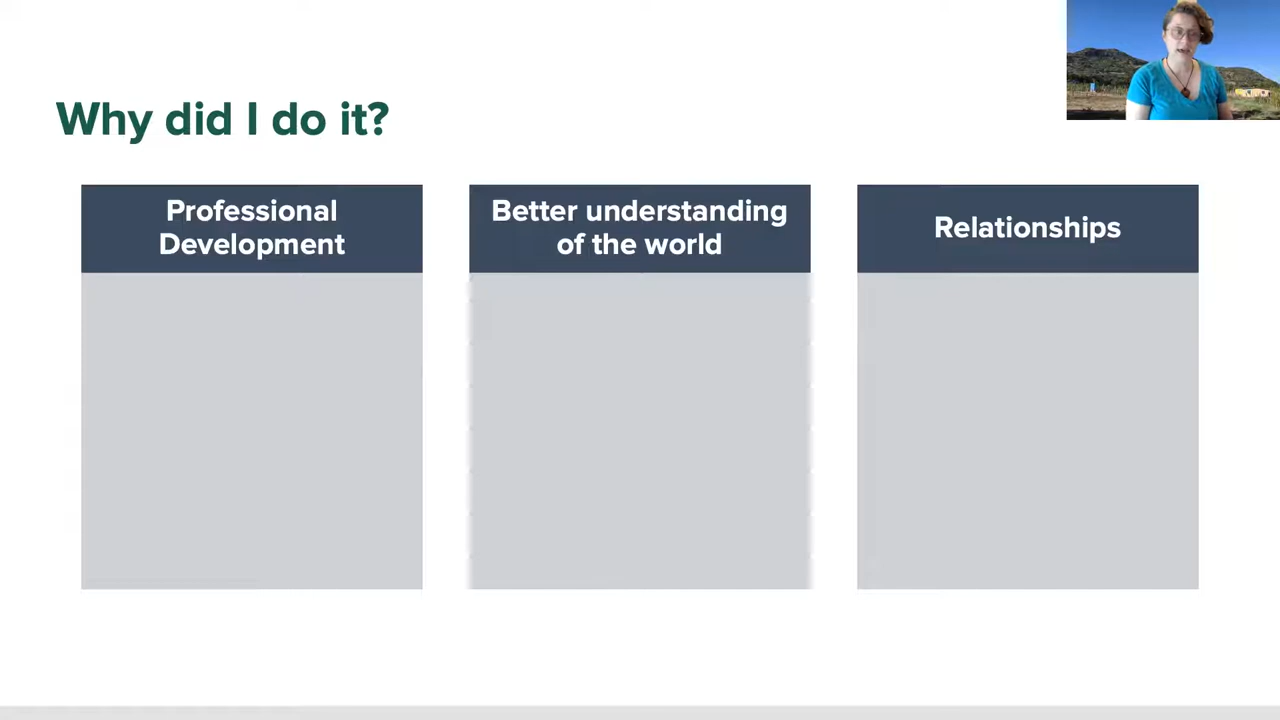 Why did I do it?
Professional
Development
Better understanding
of the world
Relationships